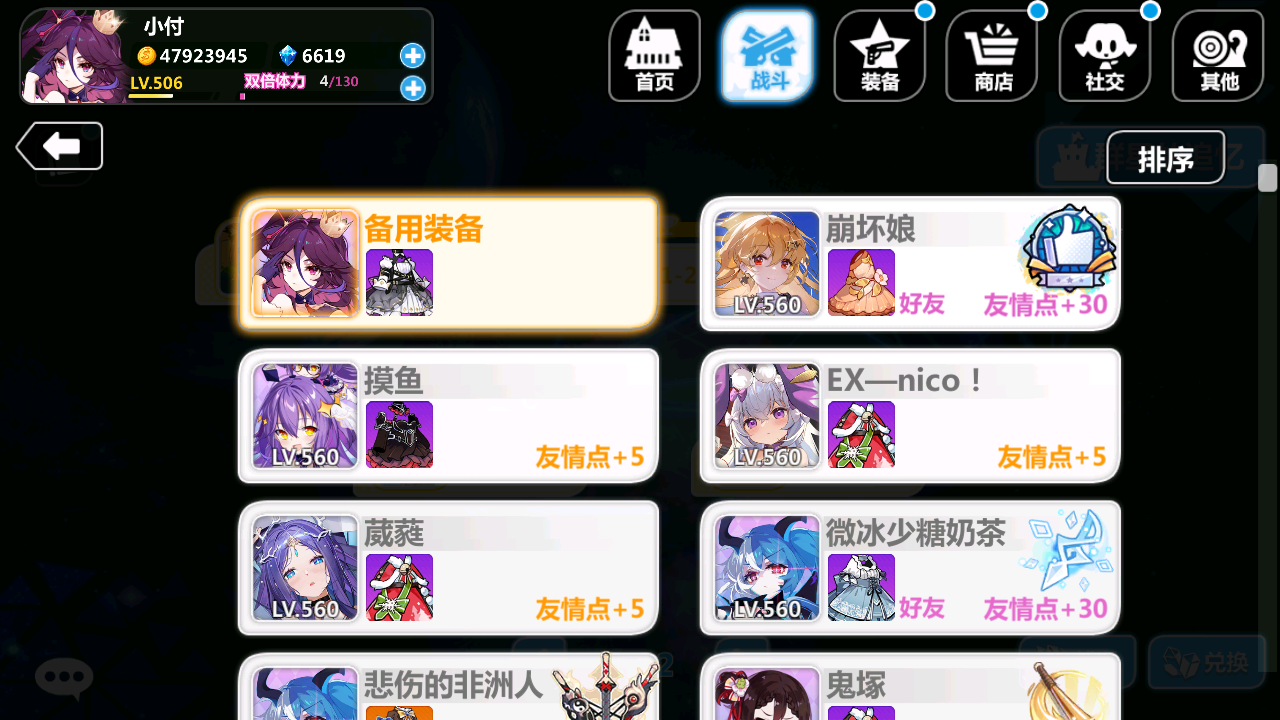 小付
47923945
6619
LV.506
双倍体力
4/130
首页
战斗
装备
商店
社交
其他
排序
备用装备
崩坏娘
LV.560
好友
友情点+30
摸鱼
LV.560
友情点+5
EX—nico！
LV.560
友情点+5
葳蕤
LV.560
友情点+5
微冰少糖奶茶
LV.560
好友
友情点+30
悲伤的非洲人
鬼塚
兑换